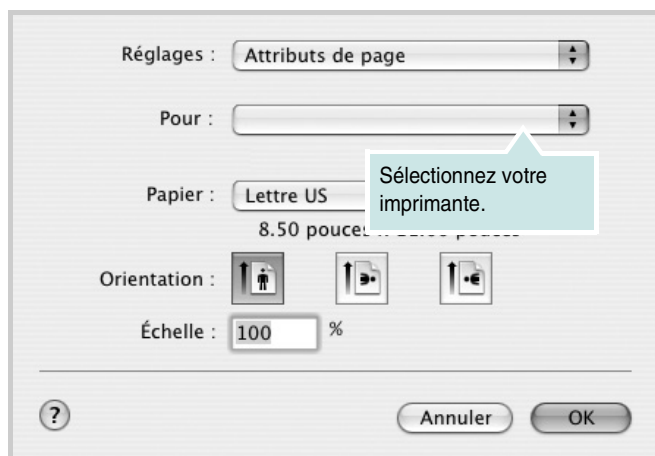 Réglages : Attributs de page
Pour :
Sélectionnez votre
imprimante.
Papier : Lettre US
8.50 pouces
Orientation :
Échelle : 100 %
? Annuler OK